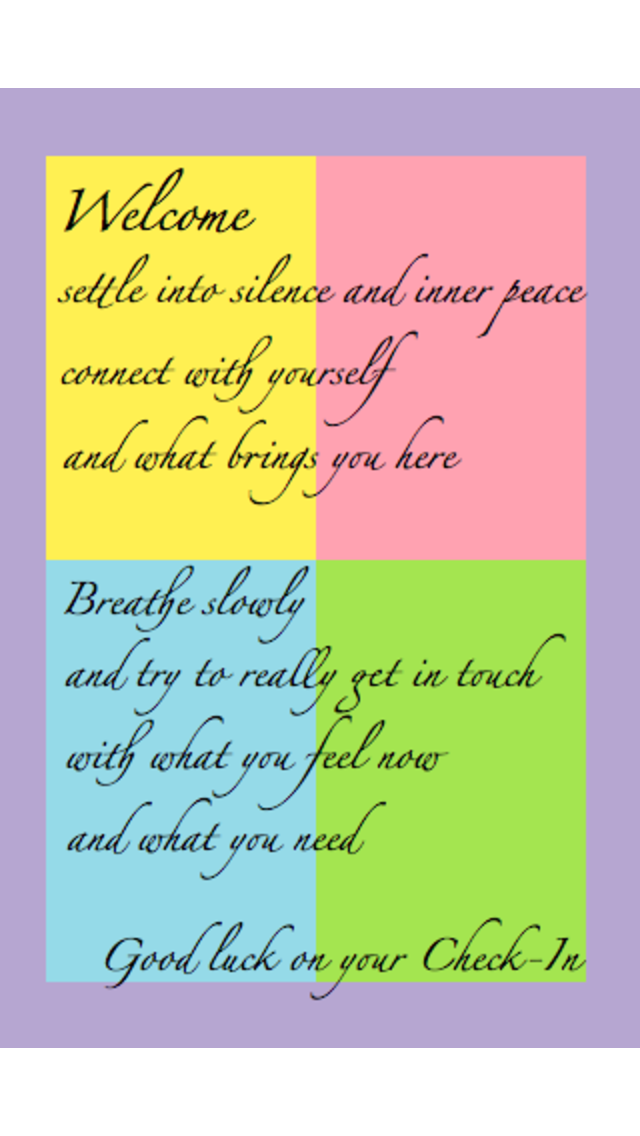 Welcome
settle into silence and inner peace
connect with yourself
and what brings you here
Breathe slowly
and try to really get in touch
with what you feel now
and what you need
Good luck on your Check-In